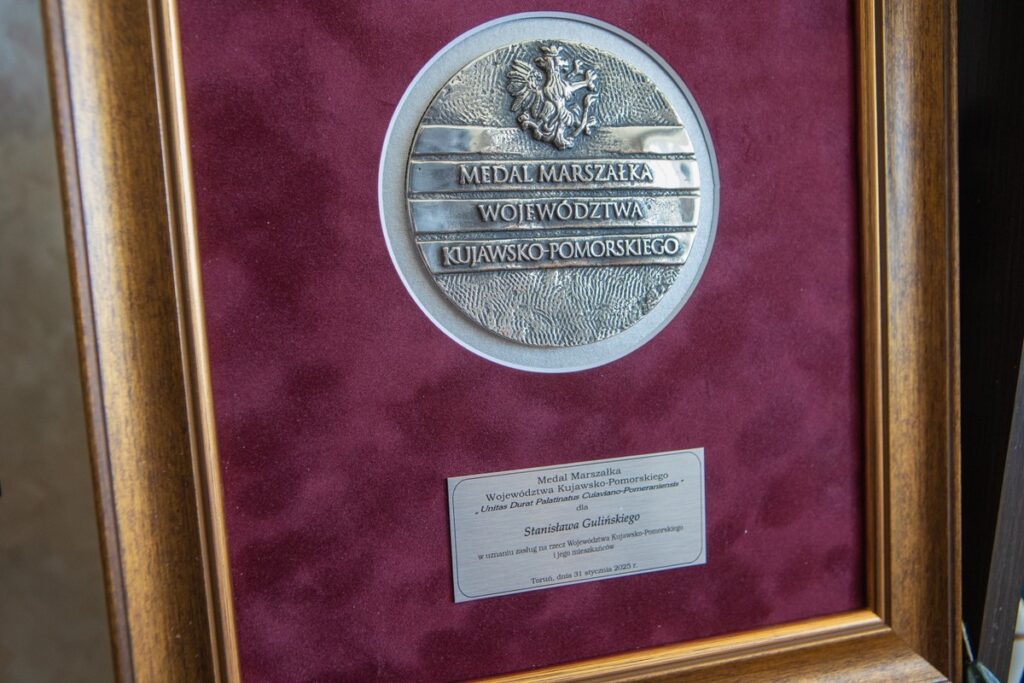 MEDAL MARSZAŁKA
WOJEWÓDZTWA
KUJAWSKO-POMORSKIEGO
Medal Marszałka
Województwa Kujawsko-Pomorskiego
„Unitas Durat Palatinatus Cuiaviano-Pomeraniensis”
dla
Stanisława Gulińskiego
w uznaniu zasług na rzecz Województwa Kujawsko-Pomorskiego
i jego mieszkańców
Toruń, dnia 31 stycznia 2025 r.